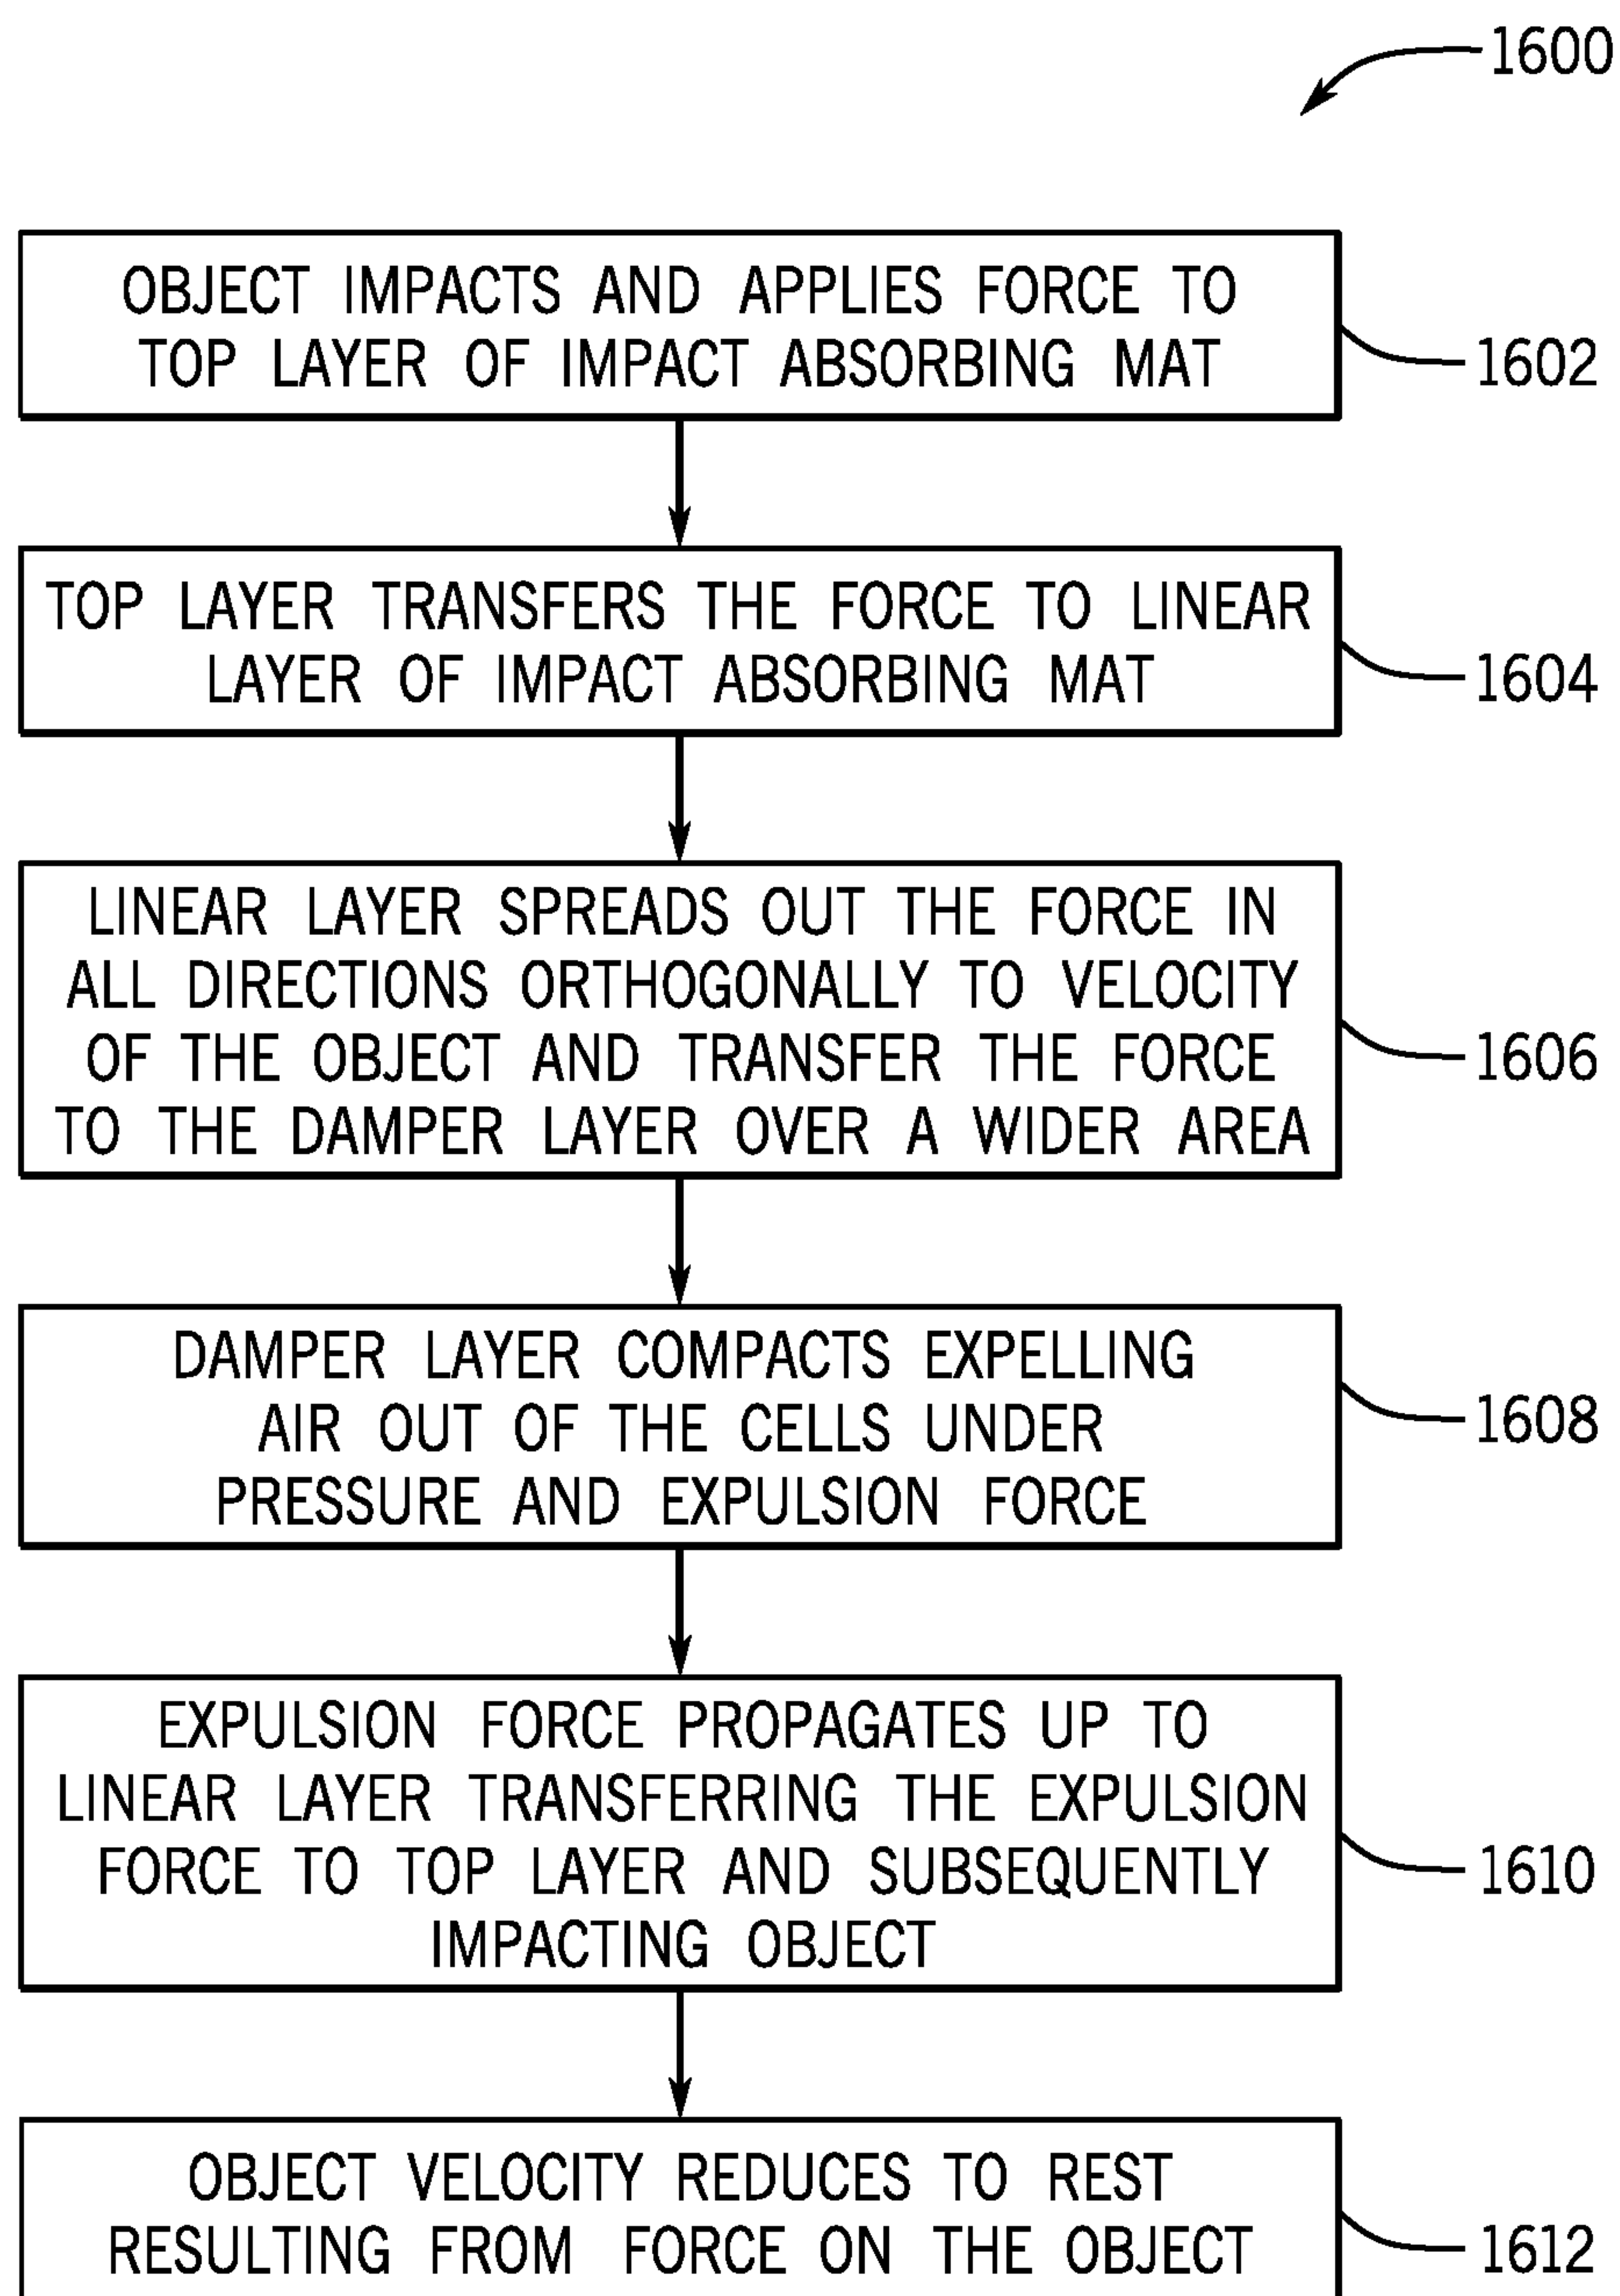 1600
OBJECT IMPACTS AND APPLIES FORCE TO
TOP LAYER OF IMPACT ABSORBING MAT
1602
TOP LAYER TRANSFERS THE FORCE TO LINEAR
LAYER OF IMPACT ABSORBING MAT
1604
LINEAR LAYER SPREADS OUT THE FORCE IN
ALL DIRECTIONS ORTHOGONALLY TO VELOCITY
OF THE OBJECT AND TRANSFER THE FORCE
TO THE DAMPER LAYER OVER A WIDER AREA
1606
DAMPER LAYER COMPACTS EXPELLING
AIR OUT OF THE CELLS UNDER
PRESSURE AND EXPULSION FORCE
1608
EXPULSION FORCE PROPAGATES UP TO
LINEAR LAYER TRANSFERRING THE EXPULSION
FORCE TO TOP LAYER AND SUBSEQUENTLY
IMPACTING OBJECT
1610
OBJECT VELOCITY REDUCES TO REST
RESULTING FROM FORCE ON THE OBJECT
1612